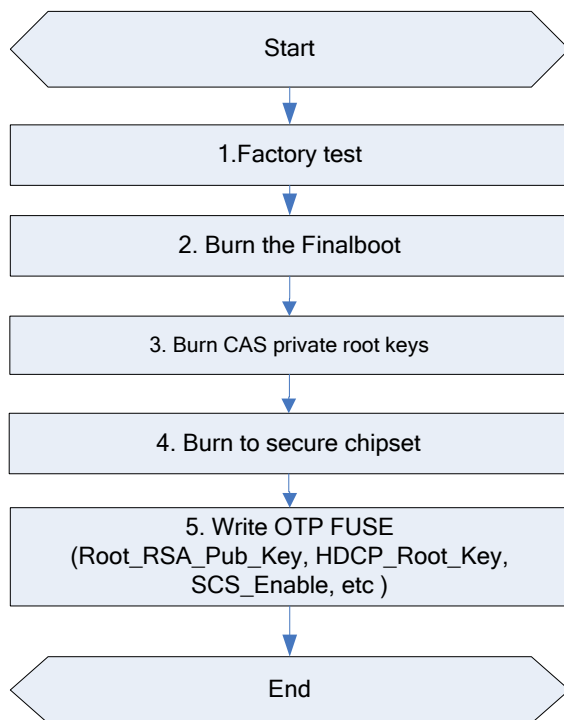 Start
1.Factory test
2. Burn the Finalboot
3. Burn CAS private root keys
4. Burn to secure chipset
5. Write OTP FUSE
(Root_RSA_Pub_Key, HDCP_Root_Key,
SCS_Enable, etc )
End